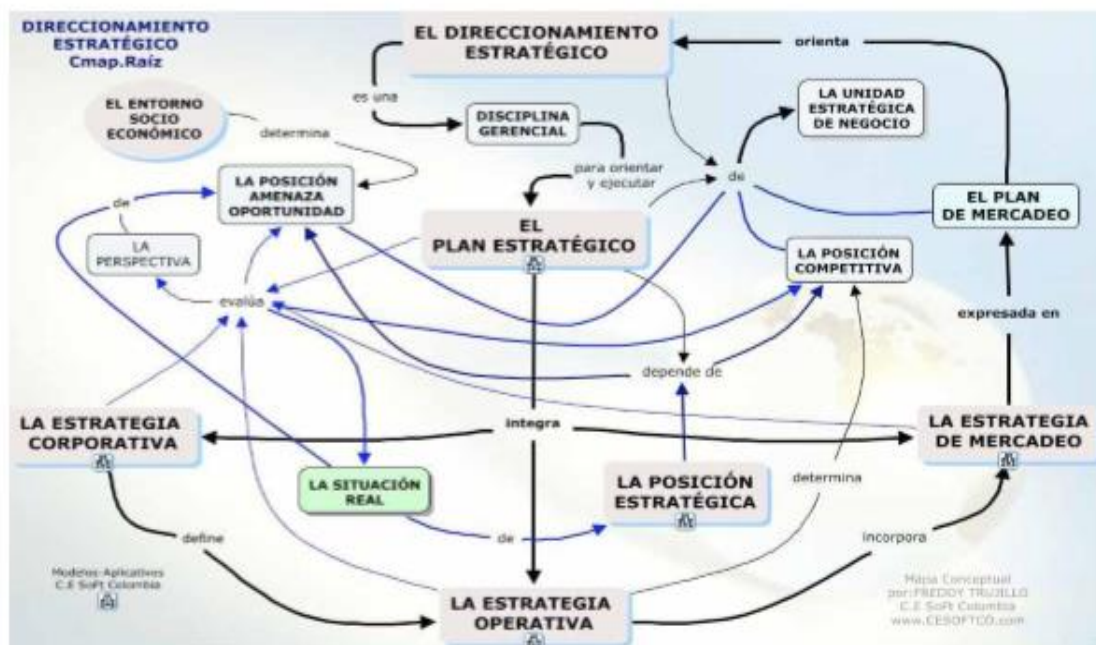 DIRECCIONAMIENTO
ESTRATÉGICO
Cmap.Raíz
EL DIRECCIONAMIENTO
ESTRATÉGICO
orienta
es una
EL ENTORNO
SOCIO
ECONÓMICO
determina
DISCIPLINA
GERENCIAL
LA UNIDAD
ESTRATÉGICA
DE NEGOCIO
para orientar
y ejecutar
de
de
LA POSICIÓN
AMENAZA
OPORTUNIDAD
EL
PLAN ESTRATÉGICO
EL PLAN
DE MERCADEO
LA
PERSPECTIVA
LA POSICIÓN
COMPETITIVA
evalúa
expresada en
depende de
LA ESTRATEGIA
CORPORATIVA
integra
LA ESTRATEGIA
DE MERCADEO
LA SITUACIÓN
REAL
LA POSICIÓN
ESTRATÉGICA
determina
define
de
incorpora
Modelos Aplicativos
C.E SoFt Colombia
LA ESTRATEGIA
OPERATIVA
Mapa Conceptual
por:FREDDY TRUJILLO
C.E SoFt Colombia
www.CESOFTCO.com